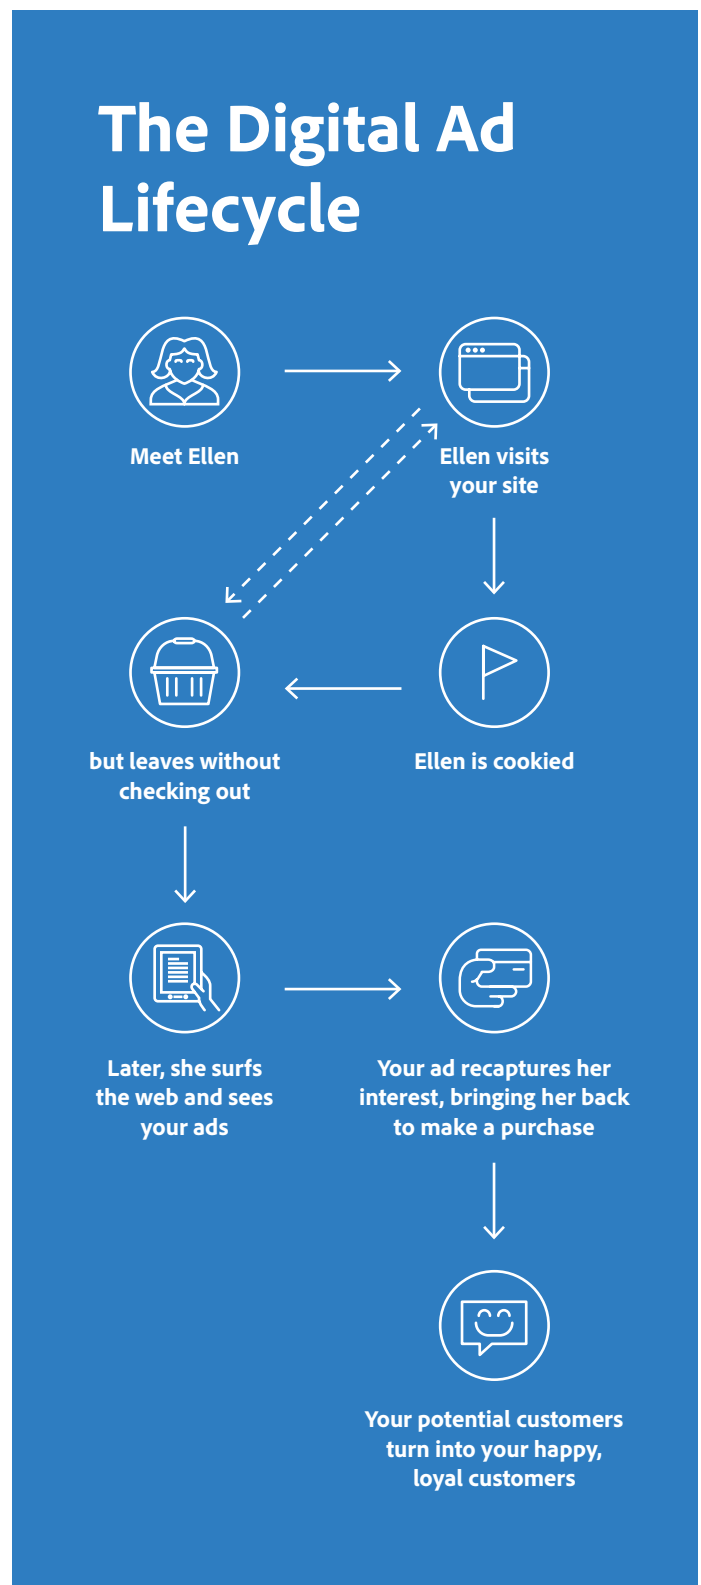 The Digital Ad
Lifecycle
Meet Ellen
Ellen visits
your site
Ellen is cookied
but leaves without
checking out
Later, she surfs
the web and sees
your ads
Your ad recaptures her
interest, bringing her back
to make a purchase
Your potential customers
turn into your happy,
loyal customers